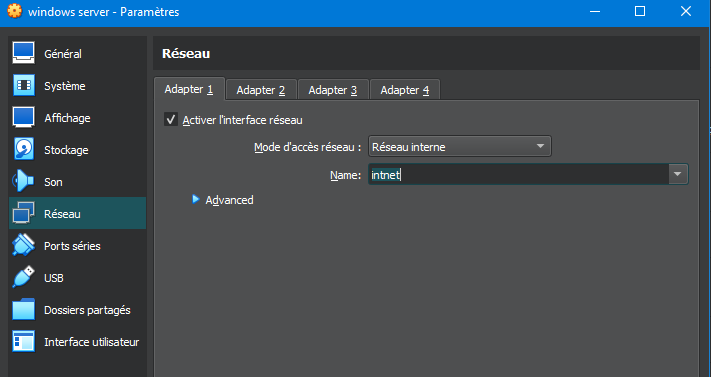 windows server - Paramètres
Général
Système
Affichage
Stockage
Son
Réseau
Ports séries
USB
Dossiers partagés
Interface utilisateur
Réseau
Adapter 1 Adapter 2 Adapter 3 Adapter 4
Activer l'interface réseau
Mode d'accès réseau : Réseau interne
Name: intnet
Advanced